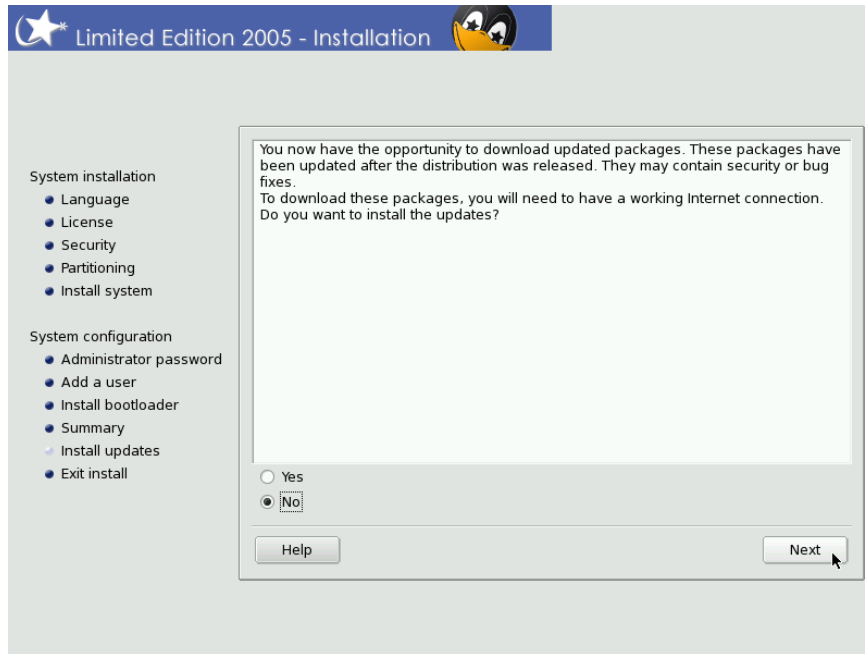 Limited Edition 2005 - Installation
System installation
Language
License
Security
Partitioning
Install system
System configuration
Administrator password
Add a user
Install bootloader
Summary
Install updates
Exit install
You now have the opportunity to download updated packages. These packages have
been updated after the distribution was released. They may contain security or bug
fixes.
To download these packages, you will need to have a working Internet connection.
Do you want to install the updates?
Yes
No
Help
Next